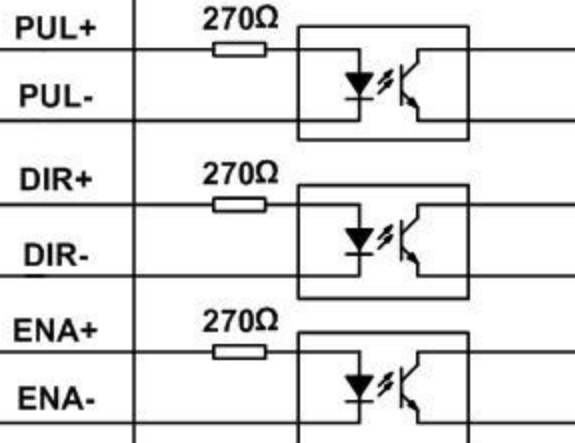 PUL+ 270Ω
PUL-
DIR+ 270Ω
DIR-
ENA+ 270Ω
ENA-